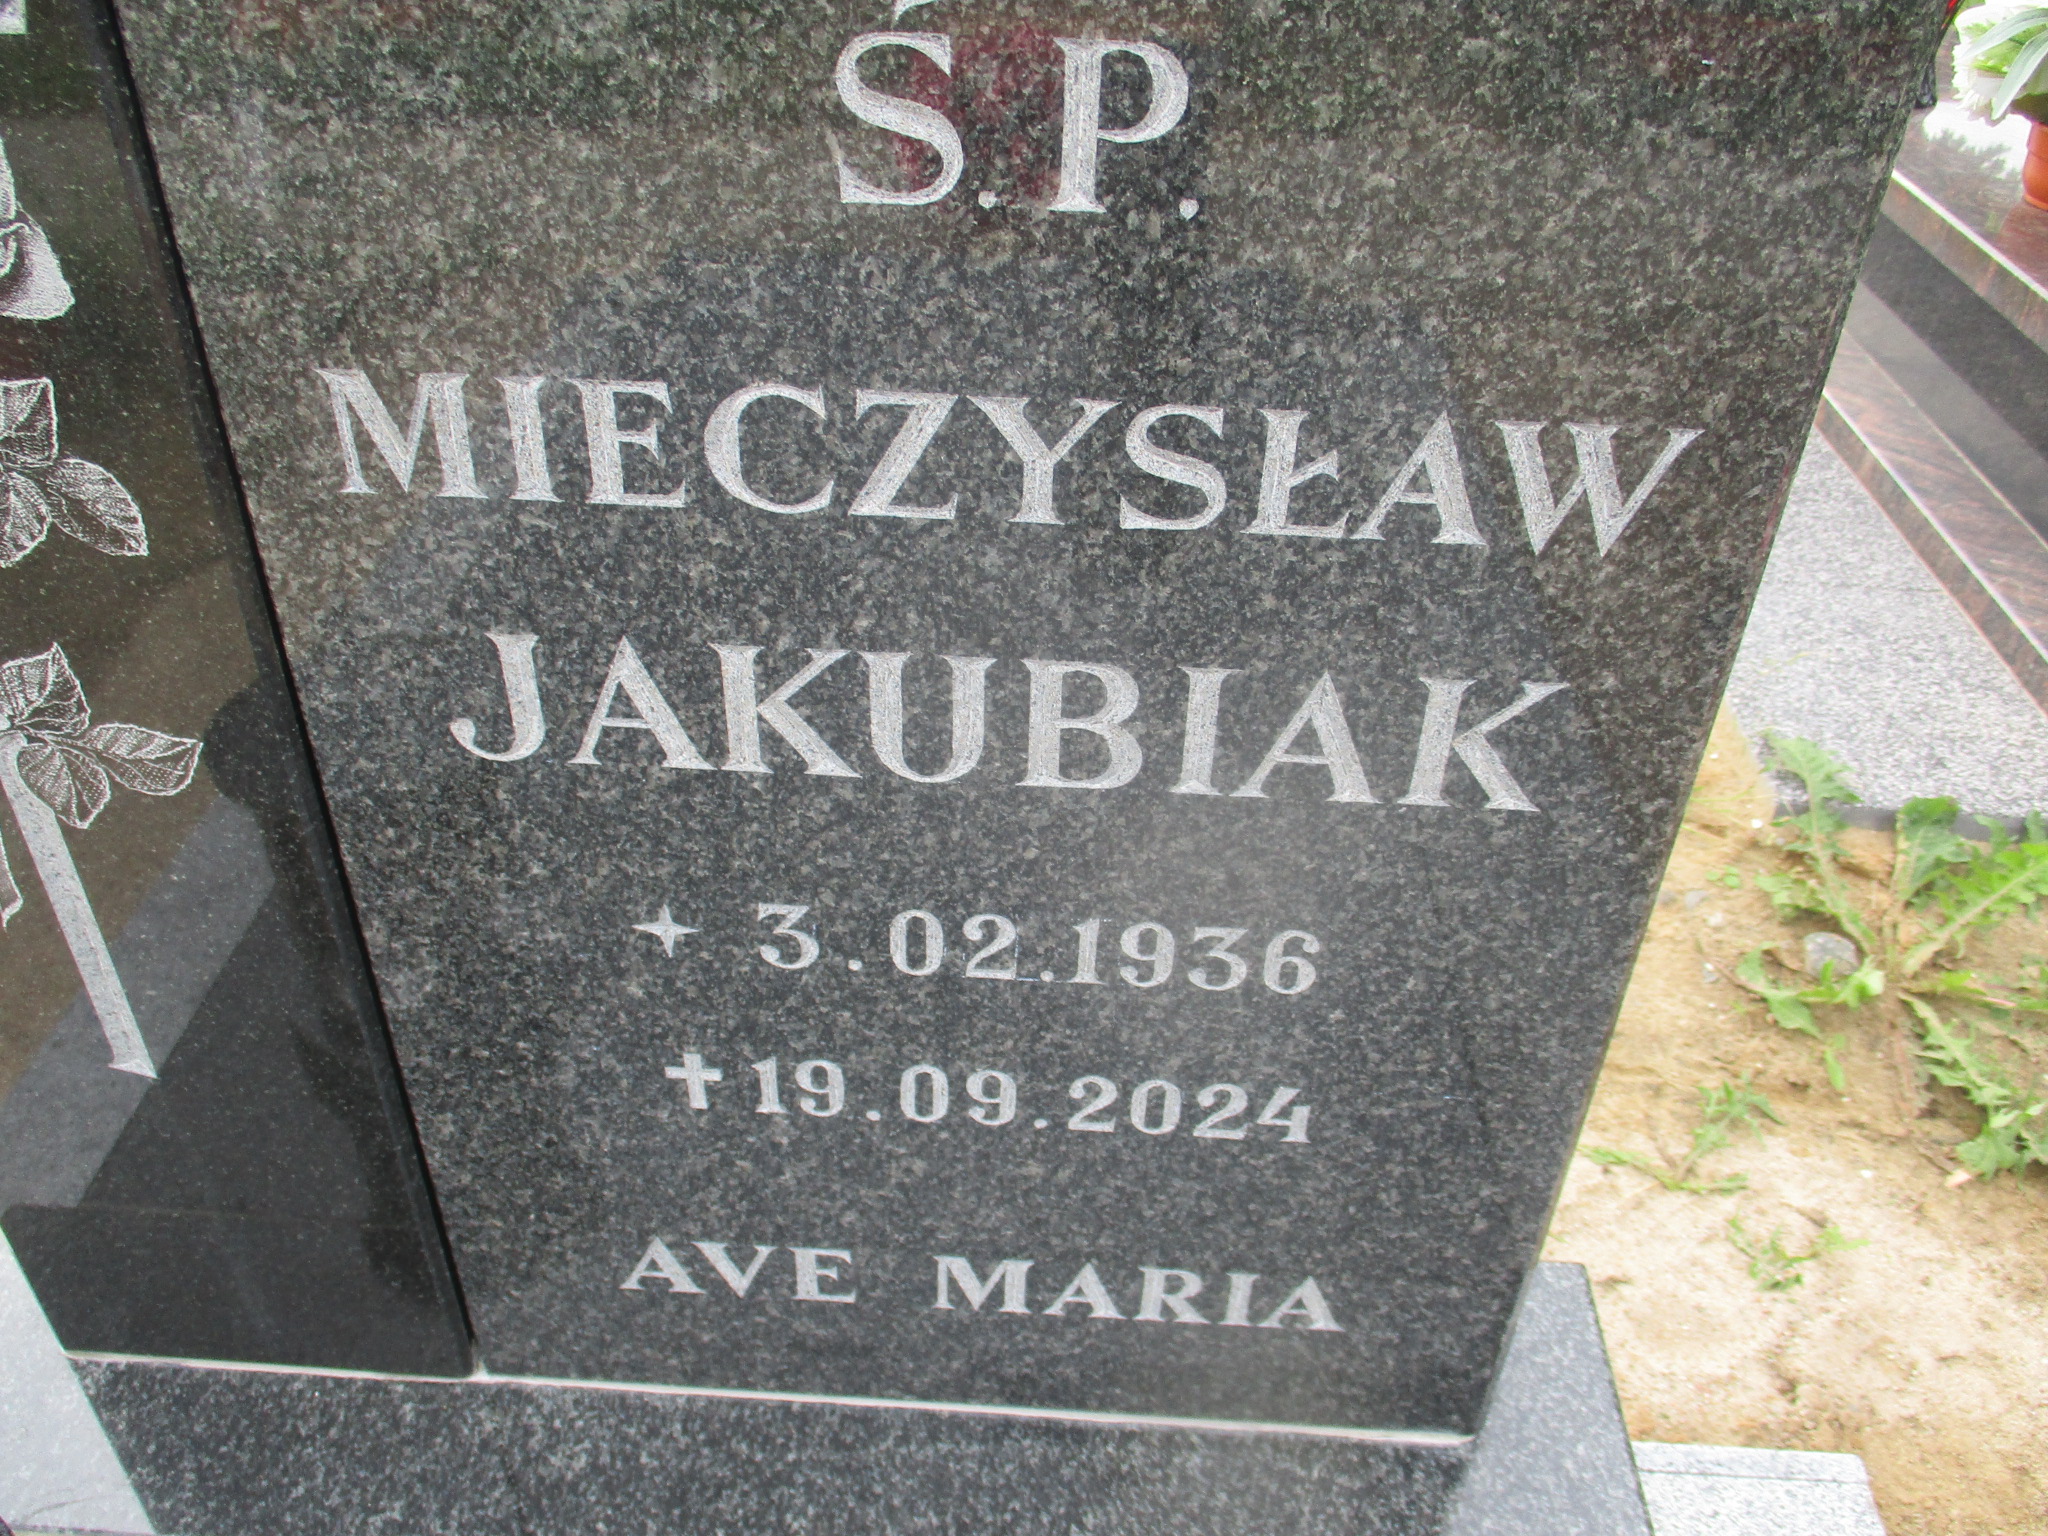 Ś.P.
MIECZYSŁAW
JAKUBIAK
3.02.1936
✝19.09.2024
AVE MARIA